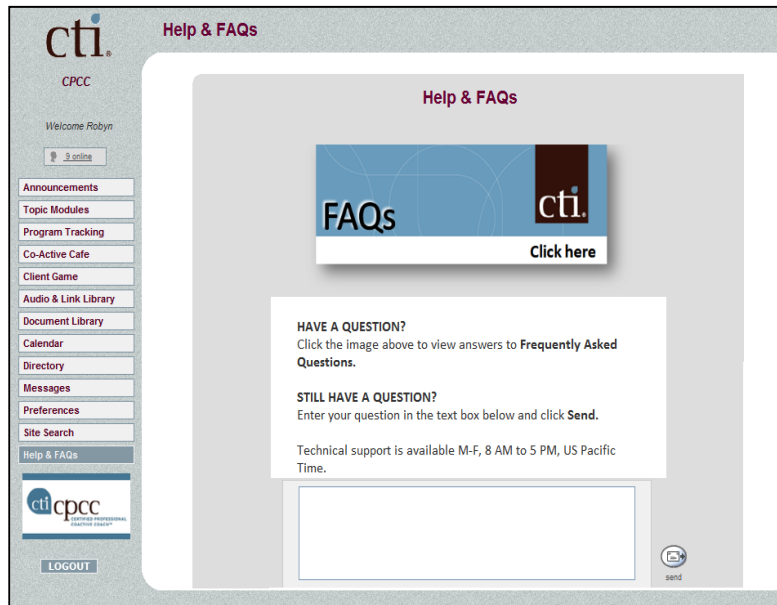 cti®
CPCC
Welcome Robyn
9 online
Announcements
Topic Modules
Program Tracking
Co-Active Cafe
Client Game
Audio & Link Library
Document Library
Calendar
Directory
Messages
Preferences
Site Search
Help & FAQs
cti cpcc
CERTIFIED PROFESSIONAL
COACTIVE COACH™
LOGOUT
Help & FAQs
Help & FAQs
FAQs
cti.
Click here
HAVE A QUESTION?
Click the image above to view answers to Frequently Asked
Questions.
STILL HAVE A QUESTION?
Enter your question in the text box below and click Send.
Technical support is available M-F, 8 AM to 5 PM, US Pacific
Time.
send